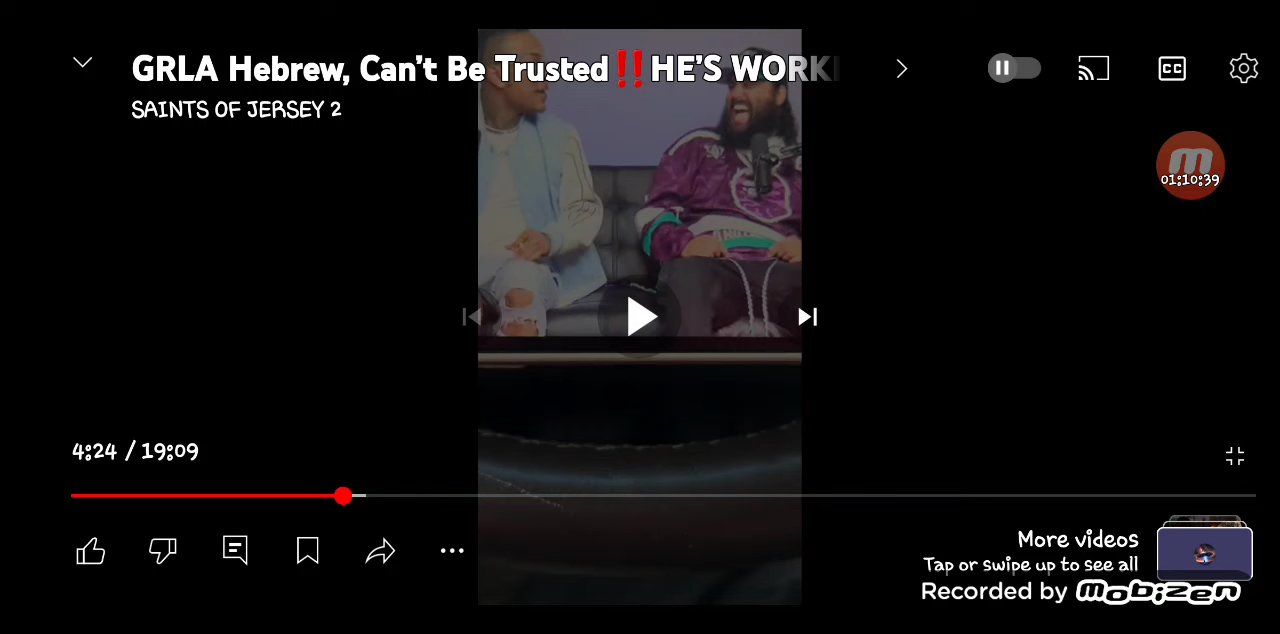 GRLA Hebrew, Can't Be Trusted‼️HE'S WORK
SAINTS OF JERSEY 2
CC
01:10:39
4:24 / 19:09
More videos
Tap or swipe up to see all
Recorded by mobizen